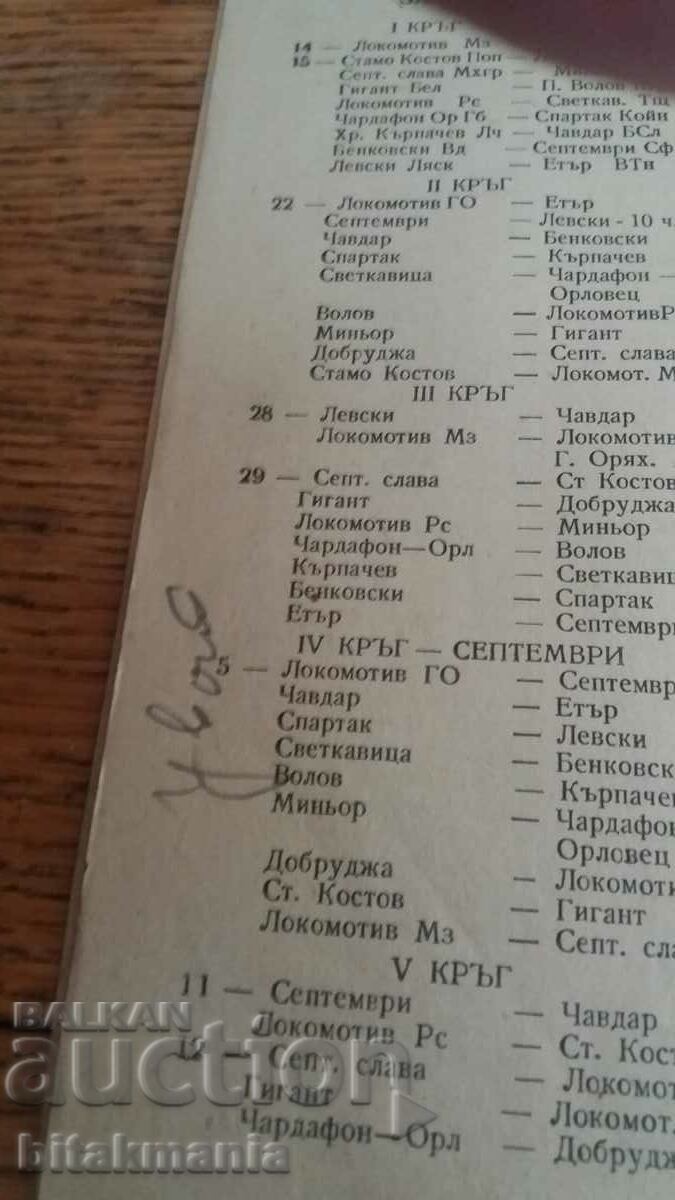 I КРЪГ
14 — Локомотив Мз —
15 — Стамо Костов Поп —
Септ. слава Мхгр —
Гигант Бел — П. Волов
Локомотив Рс — Светкав. Тщ
Чардафон Ор Гб — Спартак Койн
Хр. Кърпачев Лч — Чавдар БСл
Бенковски Вд — Септември Сф
Левски Ляск — Етър ВТн
II КРЪГ
22 — Локомотив ГО — Етър
Септември — Левски - 10 ч.
Чавдар — Бенковски
Спартак — Кърпачев
Светкавица — Чардафон —
Орловец
Волов — ЛокомотивР
Миньор — Гигант
Добруджа — Септ. слава
Стамо Костов — Локомот. М
III КРЪГ
28 — Левски — Чавдар
Локомотив Мз — Локомотив
Г. Орях.
29 — Септ. слава — Ст Костов
Гигант — Добруджа
Локомотив Рс — Миньор
Чардафон—Орл — Волов
Кърпачев — Светкавиц
Бенковски — Спартак
Етър — Септември
IV КРЪГ — СЕПТЕМВРИ
5 — Локомотив ГО — Септемвр
Чавдар — Етър
Спартак — Левски
Светкавица — Бенковск
Волов — Кърпачев
Миньор — Чардафон
Орловец
Добруджа — Локомоти
Ст. Костов — Гигант
Локомотив Мз — Септ. сла
V КРЪГ
11 — Септември — Чавдар
Локомотив Рс — Ст. Кос
12 — Септ. слава — Локомот
Гигант — Локомот.
Чардафон—Орл — Добрудж
BALKAN
auction
bitakmania